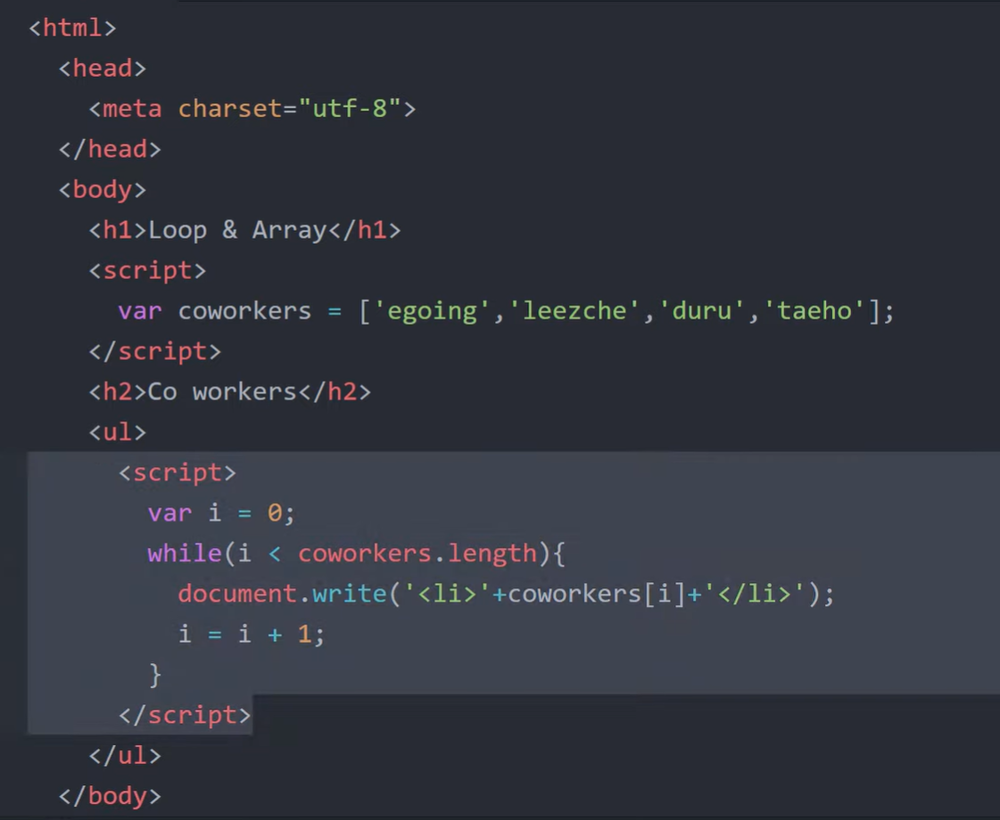 <html>
<head>
<meta charset="utf-8">
</head>
<body>
<h1>Loop & Array</h1>
<script>
var coworkers = ['egoing','leezche','duru','taeho'];
</script>
<h2>Co workers</h2>
<ul>
<script>
var i = 0;
while(i < coworkers.length){
document.write('<li>'+coworkers[i]+'</li>');
i = i + 1;
}
</script>
</ul>
</body>